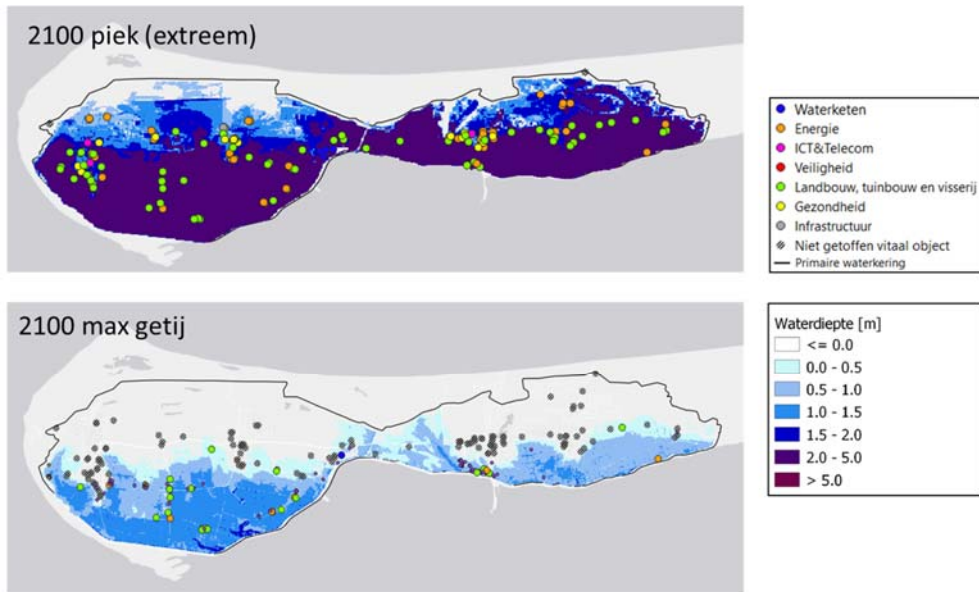 2100 piek (extreem)
Waterketen
Energie
ICT&Telecom
Veiligheid
Landbouw, tuinbouw en visserij
Gezondheid
Infrastructuur
Niet getoffen vitaal object
Primaire waterkering
2100 max getij
Waterdiepte [m]
<= 0.0
0.0 - 0.5
0.5 - 1.0
1.0 - 1.5
1.5 - 2.0
2.0 - 5.0
> 5.0